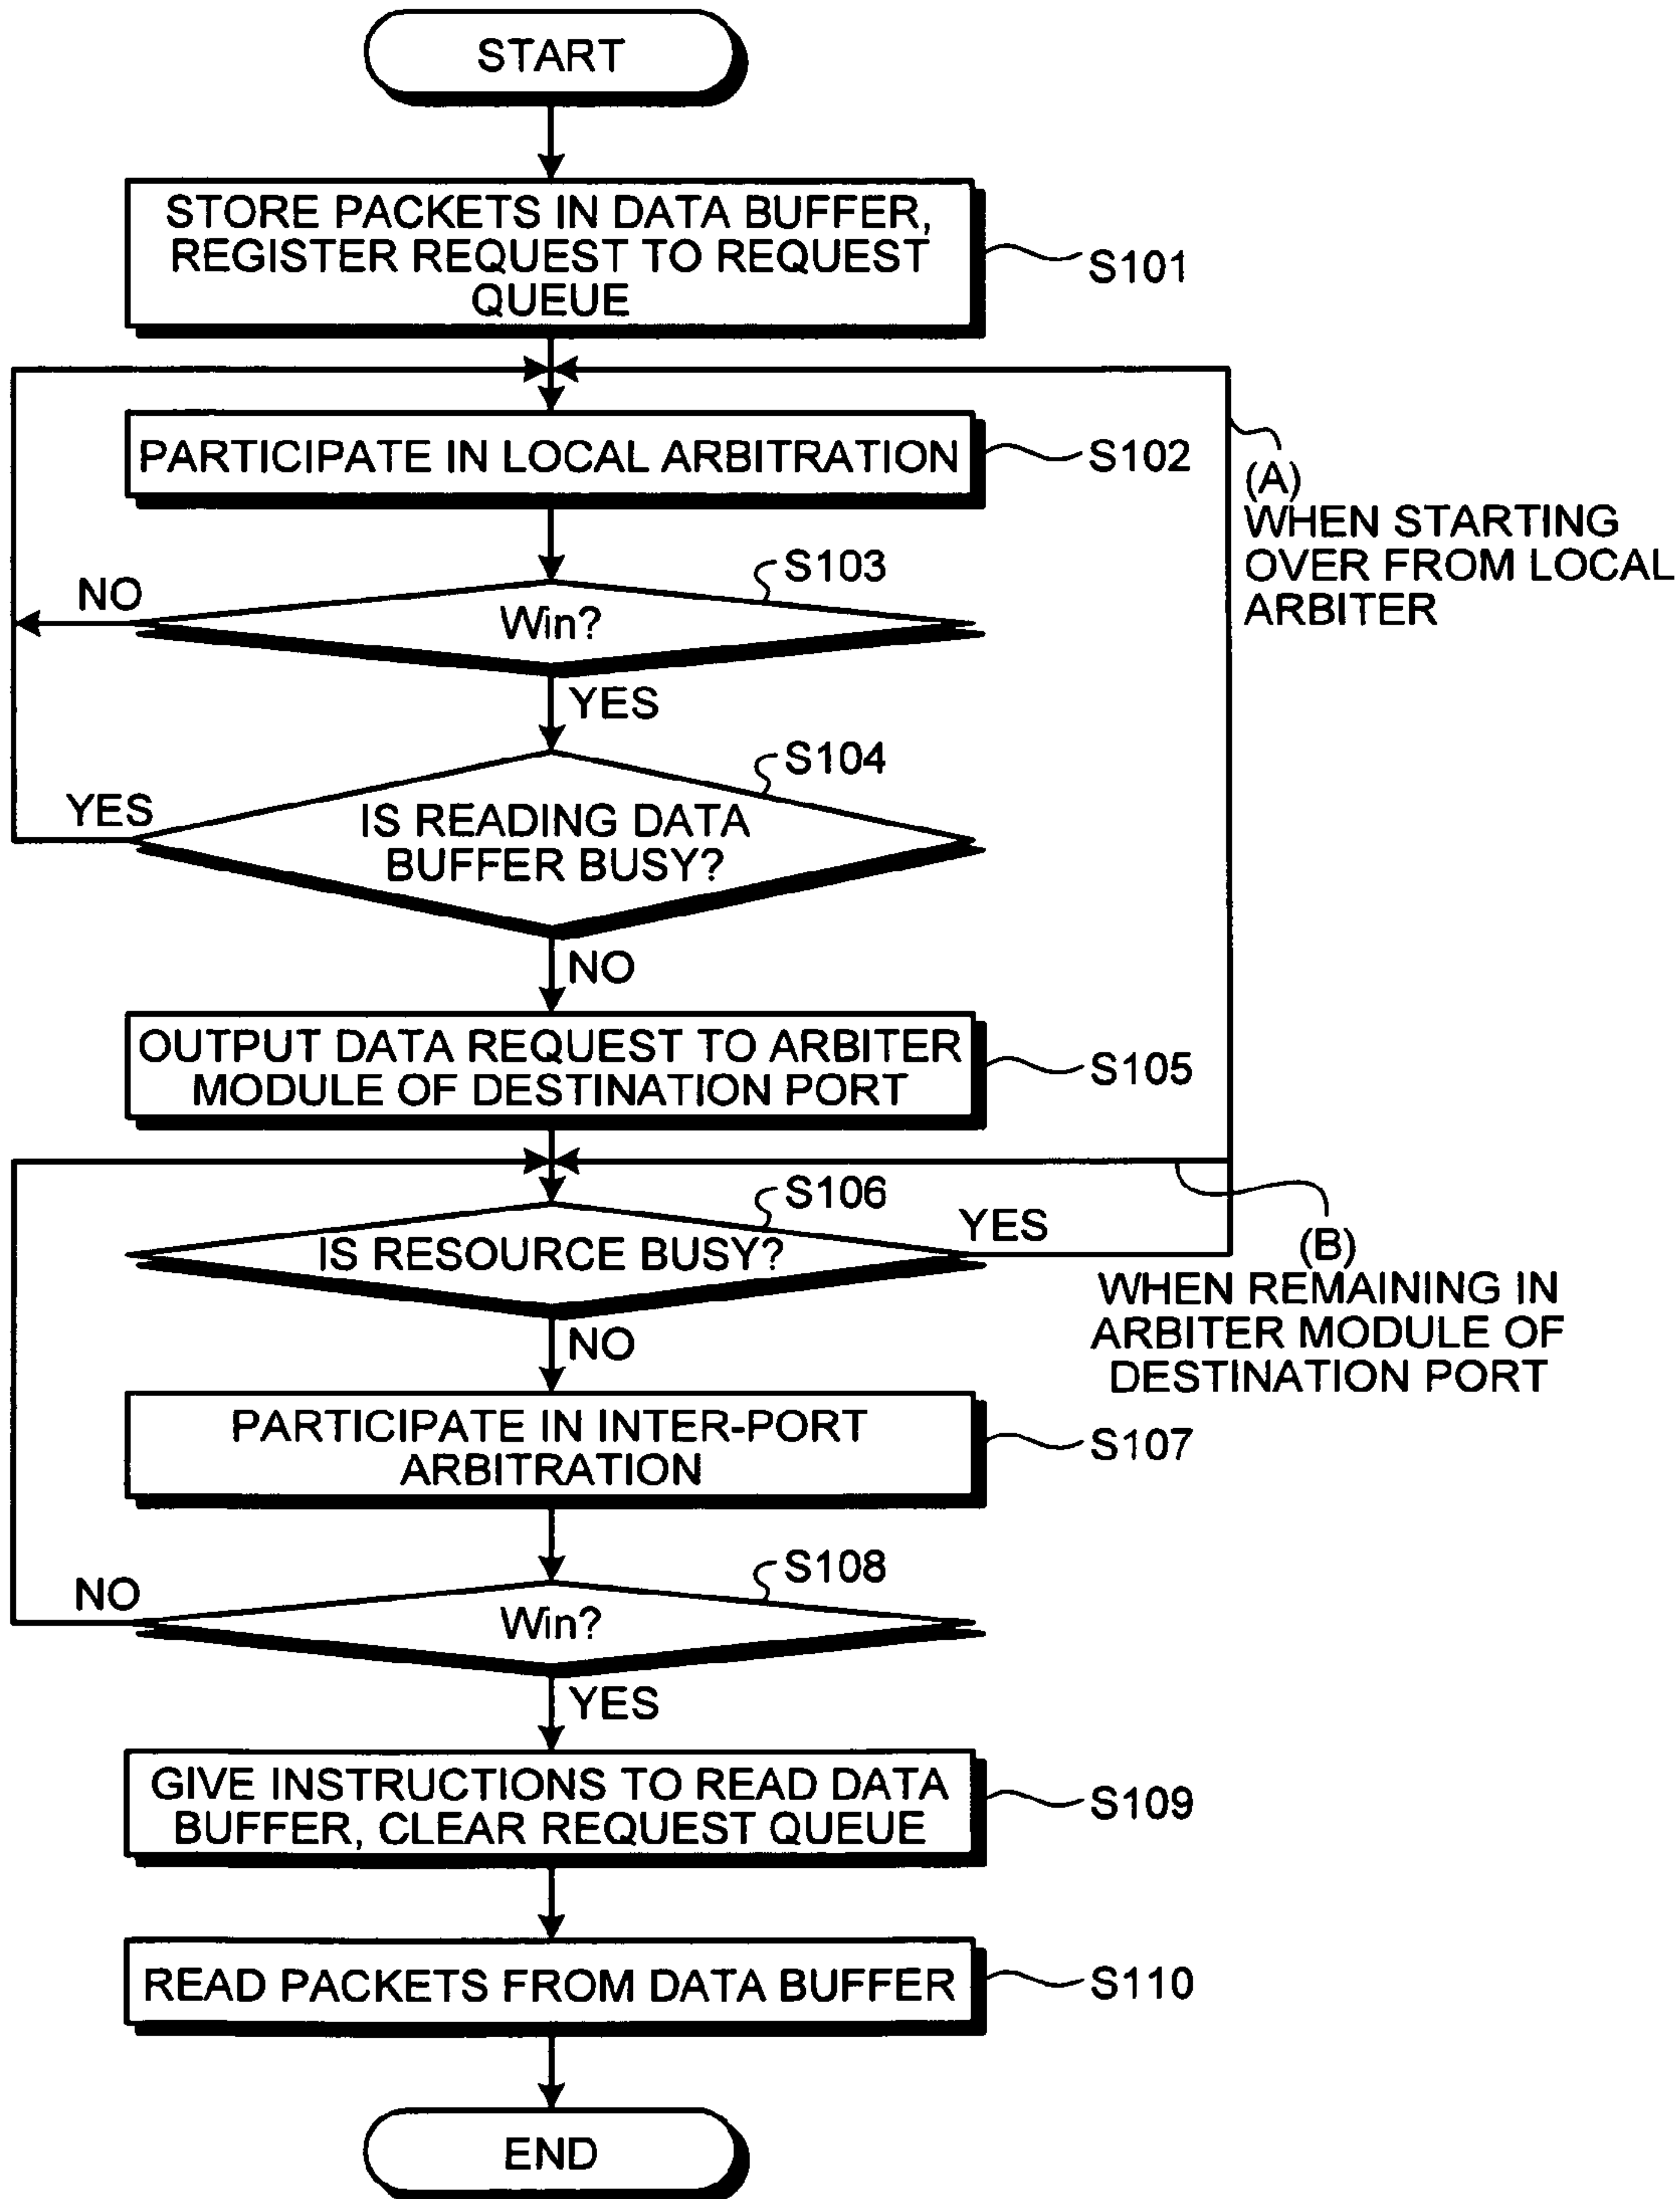 START
STORE PACKETS IN DATA BUFFER,
REGISTER REQUEST TO REQUEST
QUEUE
S101
PARTICIPATE IN LOCAL ARBITRATION
S102
(A)
WHEN STARTING
OVER FROM LOCAL
ARBITER
S103
NO
Win?
YES
S104
YES
IS READING DATA
BUFFER BUSY?
NO
OUTPUT DATA REQUEST TO ARBITER
MODULE OF DESTINATION PORT
S105
S106
IS RESOURCE BUSY?
YES
(B)
WHEN REMAINING IN
ARBITER MODULE OF
DESTINATION PORT
NO
PARTICIPATE IN INTER-PORT
ARBITRATION
S107
S108
NO
Win?
YES
GIVE INSTRUCTIONS TO READ DATA
BUFFER, CLEAR REQUEST QUEUE
S109
READ PACKETS FROM DATA BUFFER
S110
END